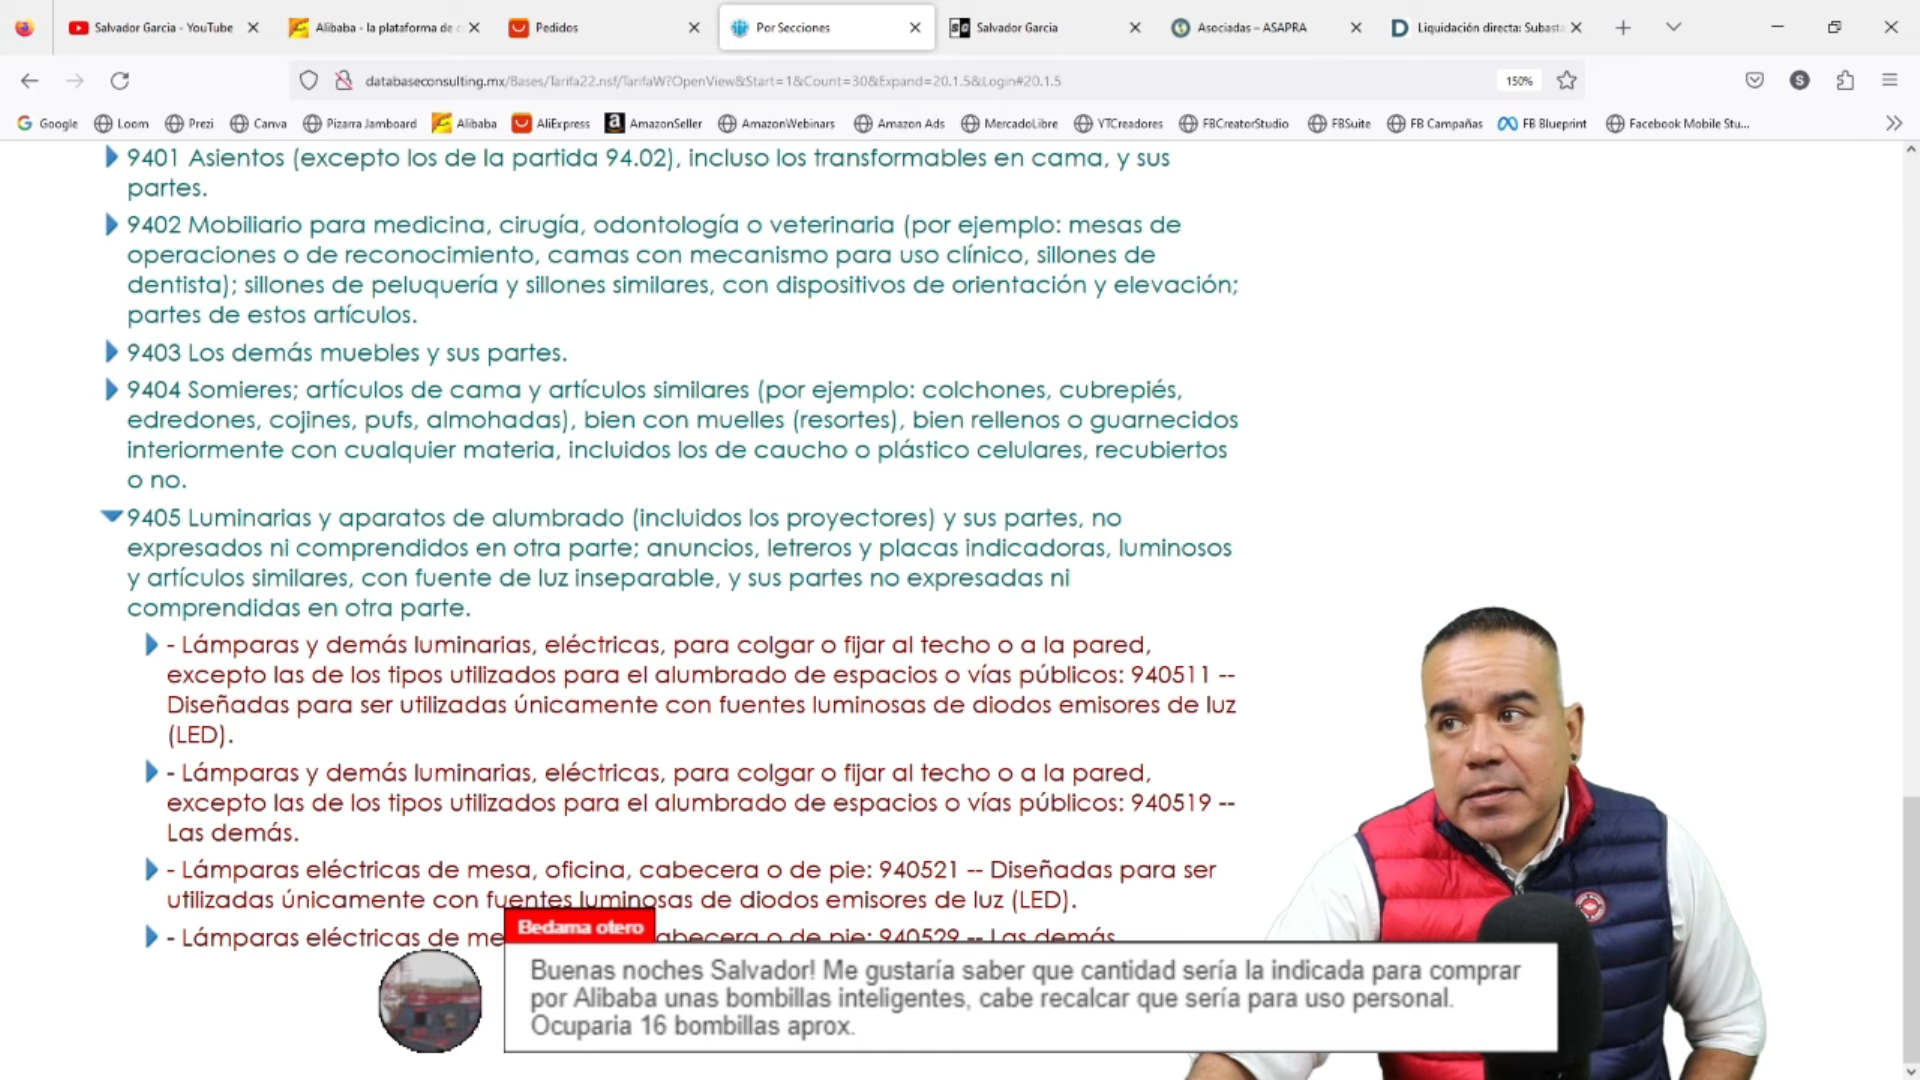 Salvador Garcia - YouTube
Alibaba - la plataforma de c
Pedidos
Por Secciones
Salvador Garcia
Asociadas – ASAPRA
Liquidación directa: Subasta
databaseconsulting.mx/Bases/Tarifa22.nsf/TarifaW?OpenView&Start=1&Count=30&Expand=20.1.5&Login#20.1.5
150%
S
Google
Loom
Prezi
Canva
Pizarra Jamboard
Alibaba
AliExpress
AmazonSeller
AmazonWebinars
Amazon Ads
MercadoLibre
YTCreadores
FBCreatorStudio
FBSuite
FB Campañas
FB Blueprint
Facebook Mobile Stu...
9401 Asientos (excepto los de la partida 94.02), incluso los transformables en cama, y sus
partes.
9402 Mobiliario para medicina, cirugía, odontología o veterinaria (por ejemplo: mesas de
operaciones o de reconocimiento, camas con mecanismo para uso clínico, sillones de
dentista); sillones de peluquería y sillones similares, con dispositivos de orientación y elevación;
partes de estos artículos.
9403 Los demás muebles y sus partes.
9404 Somieres; artículos de cama y artículos similares (por ejemplo: colchones, cubrepiés,
edredones, cojines, pufs, almohadas), bien con muelles (resortes), bien rellenos o guarnecidos
interiormente con cualquier materia, incluidos los de caucho o plástico celulares, recubiertos
o no.
9405 Luminarias y aparatos de alumbrado (incluidos los proyectores) y sus partes, no
expresados ni comprendidos en otra parte; anuncios, letreros y placas indicadoras, luminosos
y artículos similares, con fuente de luz inseparable, y sus partes no expresadas ni
comprendidas en otra parte.
- Lámparas y demás luminarias, eléctricas, para colgar o fijar al techo o a la pared,
excepto las de los tipos utilizados para el alumbrado de espacios o vías públicos: 940511 --
Diseñadas para ser utilizadas únicamente con fuentes luminosas de diodos emisores de luz
(LED).
- Lámparas y demás luminarias, eléctricas, para colgar o fijar al techo o a la pared,
excepto las de los tipos utilizados para el alumbrado de espacios o vías públicos: 940519 --
Las demás.
- Lámparas eléctricas de mesa, oficina, cabecera o de pie: 940521 -- Diseñadas para ser
utilizadas únicamente con fuentes luminosas de diodos emisores de luz (LED).
- Lámparas eléctricas de me abecera o de pie: 940529 -- Las demás
Bedama otero
Buenas noches Salvador! Me gustaría saber que cantidad sería la indicada para comprar
por Alibaba unas bombillas inteligentes, cabe recalcar que sería para uso personal.
Ocuparia 16 bombillas aprox.